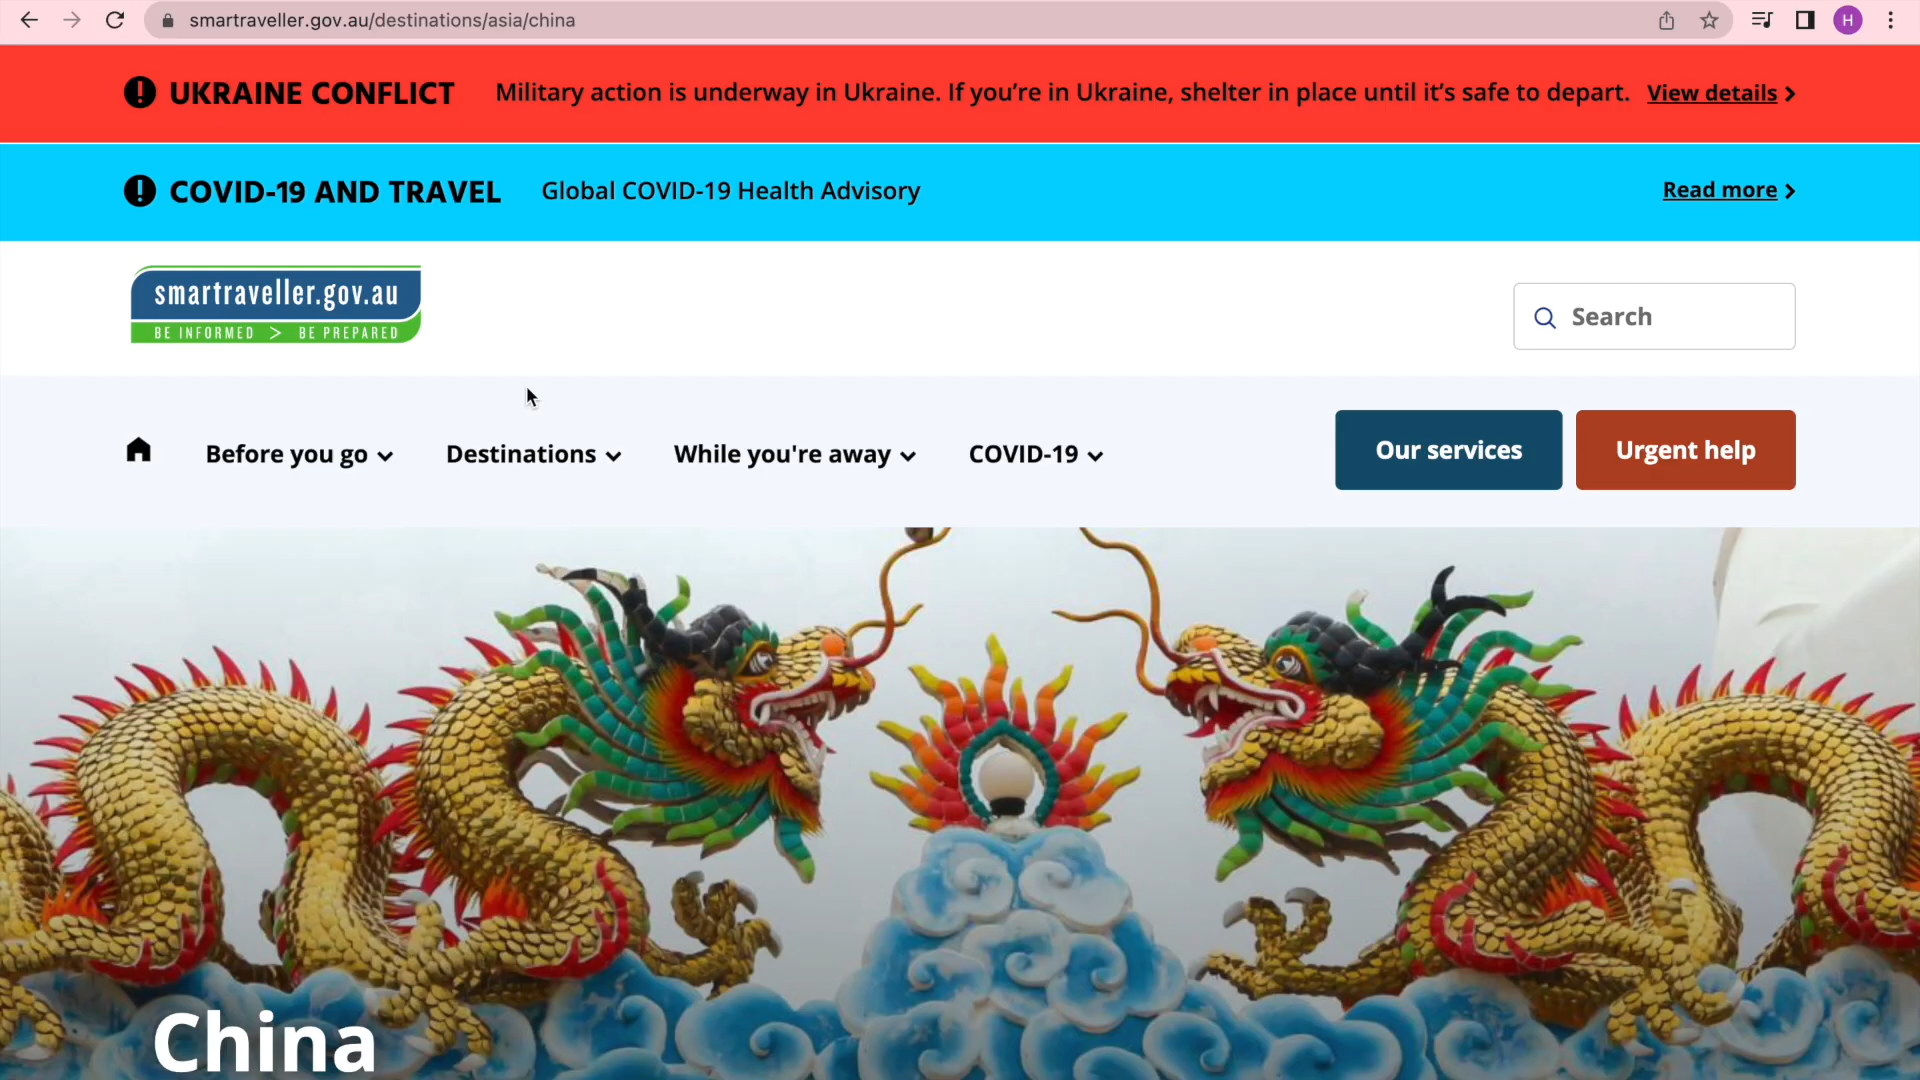 smartraveller.gov.au/destinations/asia/china
H
UKRAINE CONFLICT Military action is underway in Ukraine. If you’re in Ukraine, shelter in place until it’s safe to depart. View details
COVID-19 AND TRAVEL Global COVID-19 Health Advisory Read more
smartraveller.gov.au
BE INFORMED > BE PREPARED
Search
Before you go Destinations While you're away COVID-19 Our services Urgent help
China